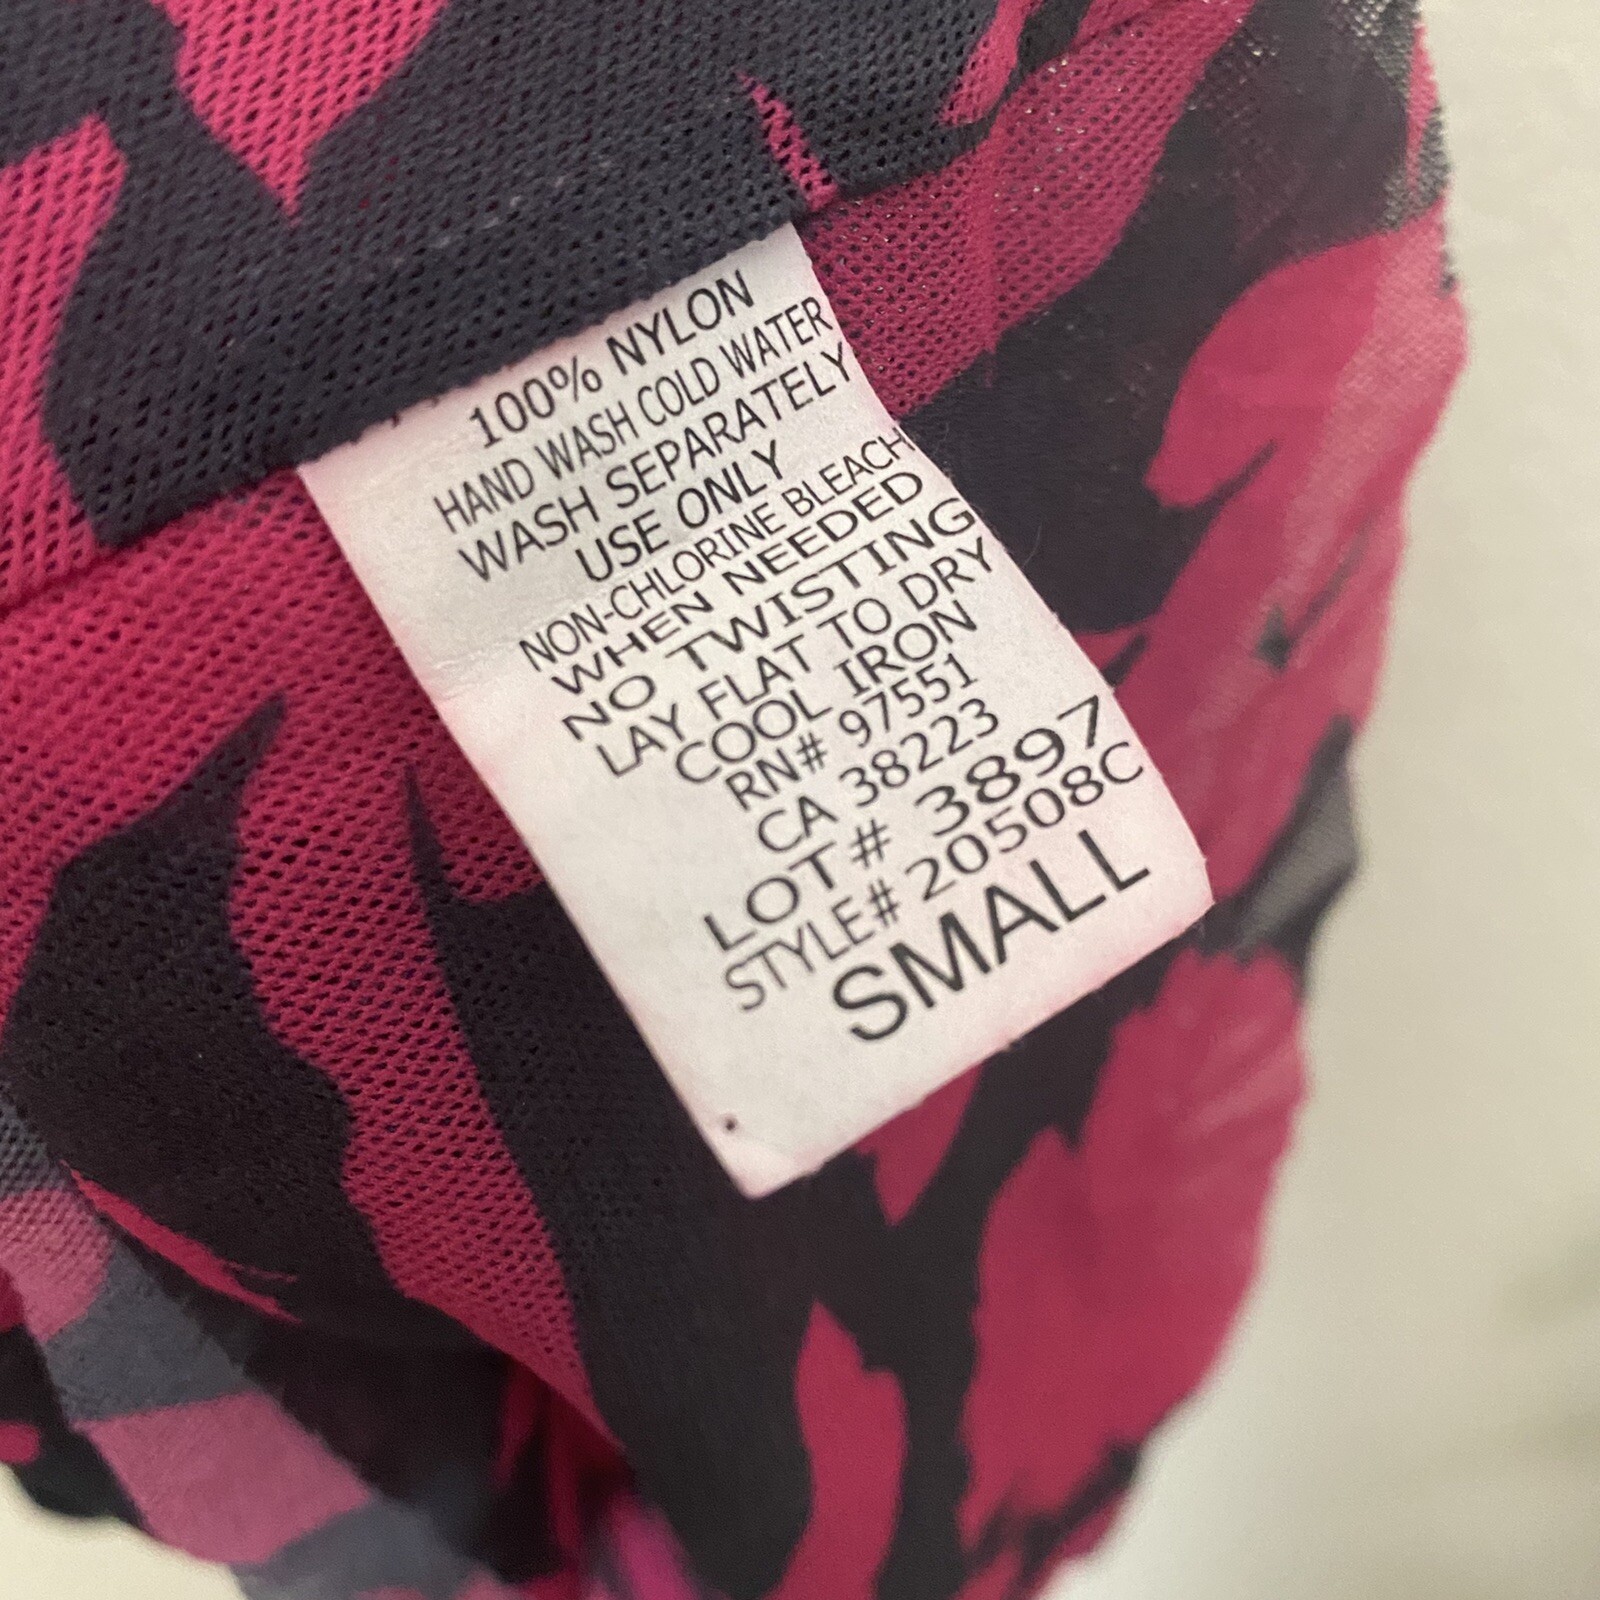 100% NYLON
HAND WASH COLD WATER
WASH SEPARATELY
USE ONLY
NON-CHLORINE BLEACH
WHEN NEEDED
NO TWISTING
LAY FLAT TO DRY
COOL IRON
RN# 97551
CA 38223
LOT# 3897
STYLE# 20508C
SMALL